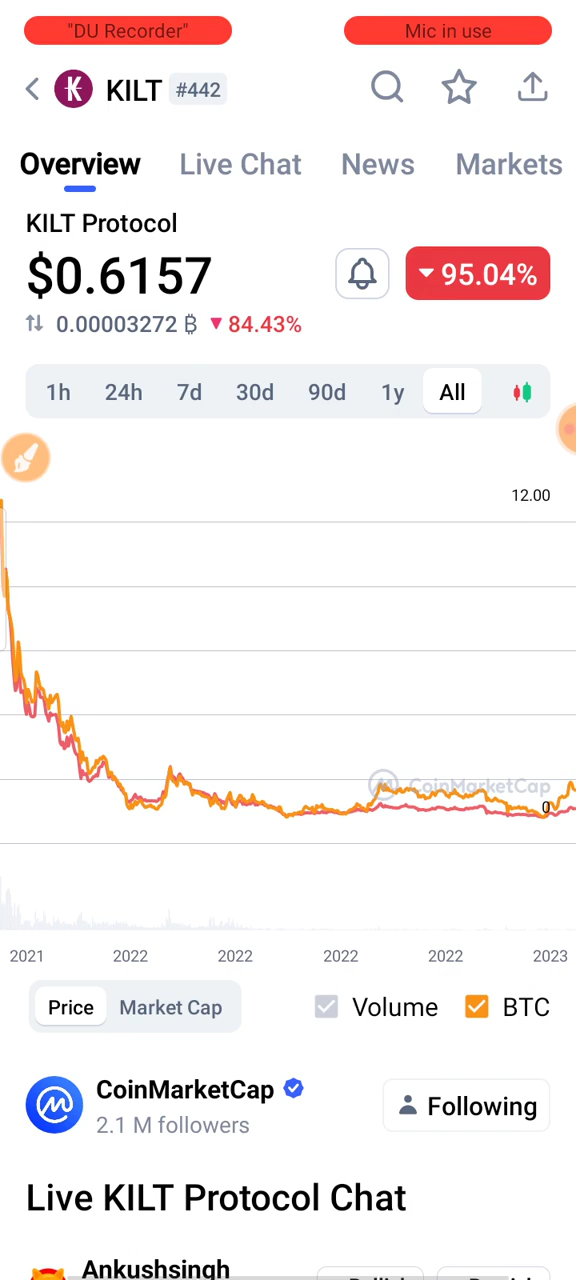 "DU Recorder" Mic in use
KILT #442
Overview Live Chat News Markets
KILT Protocol
$0.6157 95.04%
0.00003272 ₿ 84.43%
1h 24h 7d 30d 90d 1y All
12.00
CoinMarketCap
0
2021 2022 2022 2022 2022 2023
Price Market Cap Volume BTC
CoinMarketCap
2.1 M followers
Following
Live KILT Protocol Chat
Ankushsingh